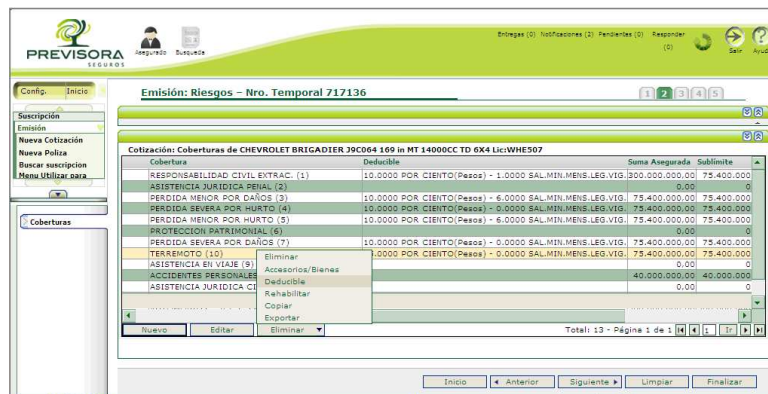 PREVISORA
SEGUROS
Asegurado Busqueda
Entregas (0) Notificaciones (2) Pendientes (0) Responder (0)
Salir Ayud
Config. Inicio
Suscripción
Emisión
Nueva Cotización
Nueva Poliza
Buscar suscripcion
Menu Utilizar para
Coberturas
Emisión: Riesgos – Nro. Temporal 717136
1 2 3 4 5
Cotización: Coberturas de CHEVROLET BRIGADIER J9C064 169 in MT 14000CC TD 6X4 Lic:WHE507
Cobertura Deducible Suma Asegurada Sublímite
RESPONSABILIDAD CIVIL EXTRAC. (1) 10.0000 POR CIENTO(Pesos) - 1.0000 SAL.MIN.MENS.LEG.VIG. 300.000.000,00 75.400.000
ASISTENCIA JURIDICA PENAL (2) 0.00 0
PERDIDA MENOR POR DAÑOS (3) 10.0000 POR CIENTO(Pesos) - 6.0000 SAL.MIN.MENS.LEG.VIG. 75.400.000,00 75.400.000
PERDIDA SEVERA POR HURTO (4) 10.0000 POR CIENTO(Pesos) - 0.0000 SAL.MIN.MENS.LEG.VIG. 75.400.000,00 75.400.000
PERDIDA MENOR POR HURTO (5) 10.0000 POR CIENTO(Pesos) - 6.0000 SAL.MIN.MENS.LEG.VIG. 75.400.000,00 75.400.000
PROTECCION PATRIMONIAL (6) 0.00 0
PERDIDA SEVERA POR DAÑOS (7) 10.0000 POR CIENTO(Pesos) - 0.0000 SAL.MIN.MENS.LEG.VIG. 75.400.000,00 75.400.000
TERREMOTO (10) .0000 POR CIENTO(Pesos) - 0.0000 SAL.MIN.MENS.LEG.VIG. 75.400.000,00 75.400.000
ASISTENCIA EN VIAJE (9) 0.00 0
ACCIDENTES PERSONALES 40.000.000,00 40.000.000
ASISTENCIA JURIDICA CI 0.00 0
Eliminar
Accesorios/Bienes
Deducible
Rehabilitar
Copiar
Exportar
Nuevo Editar Eliminar Total: 13 - Página 1 de 1 1 Ir
Inicio Anterior Siguiente Limpiar Finalizar